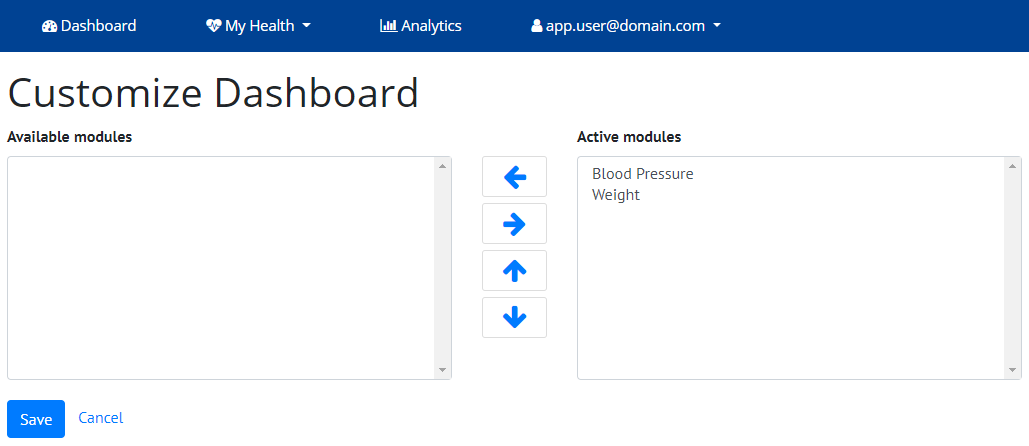 Dashboard My Health Analytics app.user@domain.com
Customize Dashboard
Available modules Active modules
Blood Pressure
Weight
Save Cancel